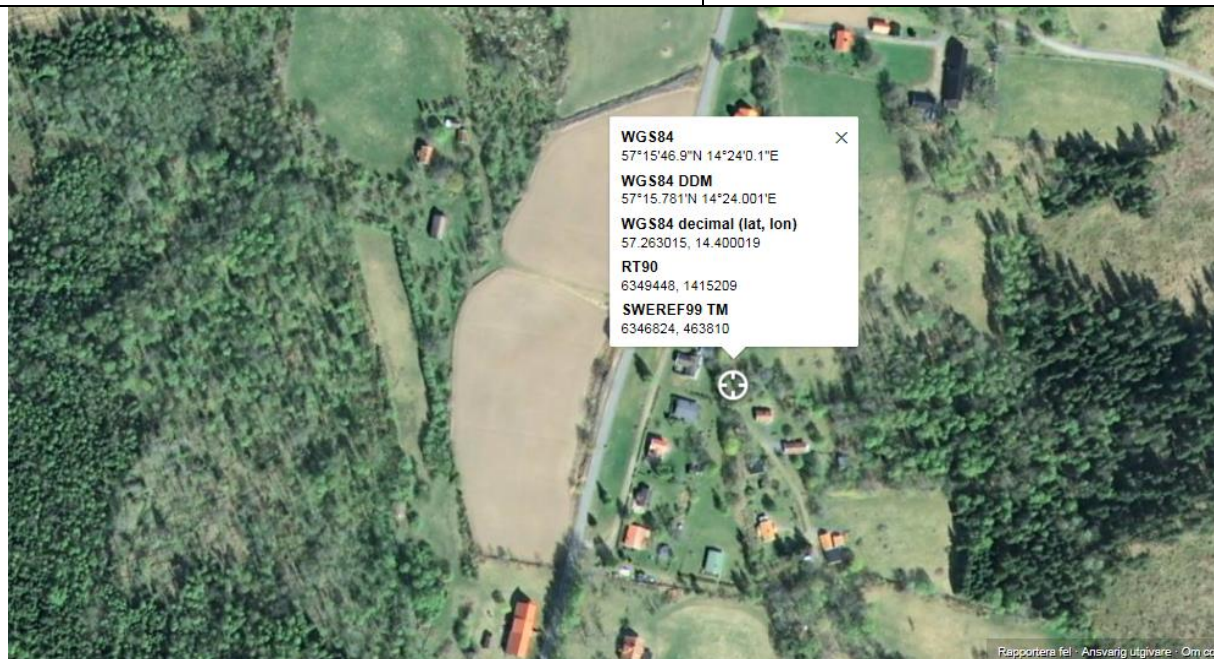 WGS84
57°15'46.9"N 14°24'0.1"E
WGS84 DDM
57°15.781'N 14°24.001'E
WGS84 decimal (lat, lon)
57.263015, 14.400019
RT90
6349448, 1415209
SWEREF99 TM
6346824, 463810
Rapportera fel · Ansvarig utgivare · Om